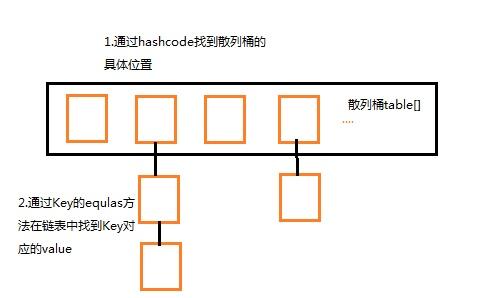 1.通过hashcode找到散列桶的
具体位置
散列桶table[]
....
2.通过Key的equlas方
法在链表中找到Key对
应的value